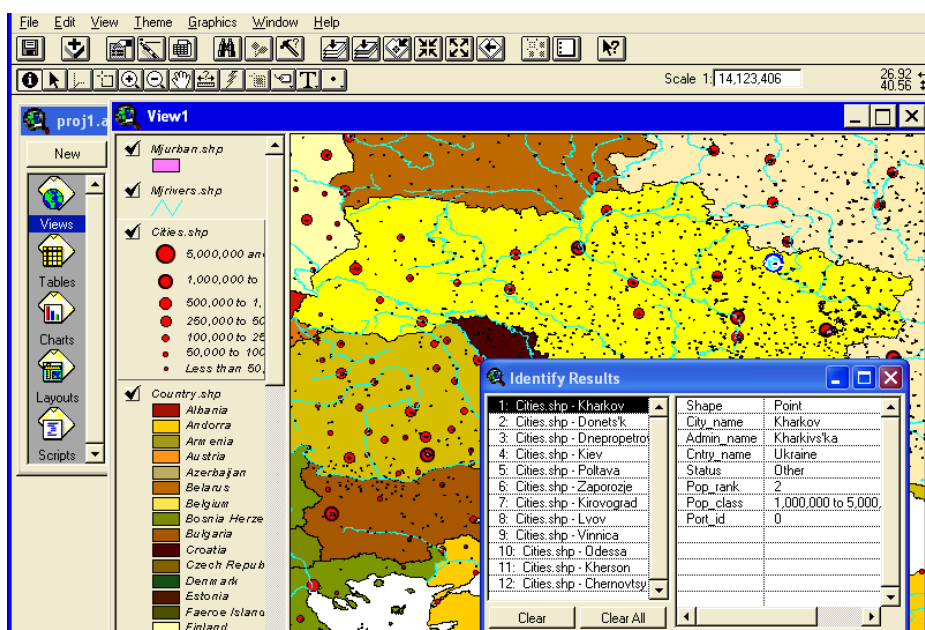 File Edit View Theme Graphics Window Help
Scale 1: 14,123,406
26.92
40.56
proj1.a
New
Views
Tables
Charts
Layouts
Scripts
View1
Mjurban.shp
Mjrivers.shp
Cities.shp
5,000,000 an
1,000,000 to
500,000 to 1,
250,000 to 50
100,000 to 25
50,000 to 100
Less than 50,
Country.shp
Albania
Andorra
Armenia
Austria
Azerbaijan
Belarus
Belgium
Bosnia Herze
Bulgaria
Croatia
Czech Repub
Denmark
Estonia
Faeroe Island
Finland
Identify Results
1: Cities.shp - Kharkov
2: Cities.shp - Donets'k
3: Cities.shp - Dnepropetrov
4: Cities.shp - Kiev
5: Cities.shp - Poltava
6: Cities.shp - Zaporozje
7: Cities.shp - Kirovograd
8: Cities.shp - Lvov
9: Cities.shp - Vinnica
10: Cities.shp - Odessa
11: Cities.shp - Kherson
12: Cities.shp - Chernovtsy
Shape Point
City_name Kharkov
Admin_name Kharkivs'ka
Cntry_name Ukraine
Status Other
Pop_rank 2
Pop_class 1,000,000 to 5,000,
Port_id 0
Clear Clear All